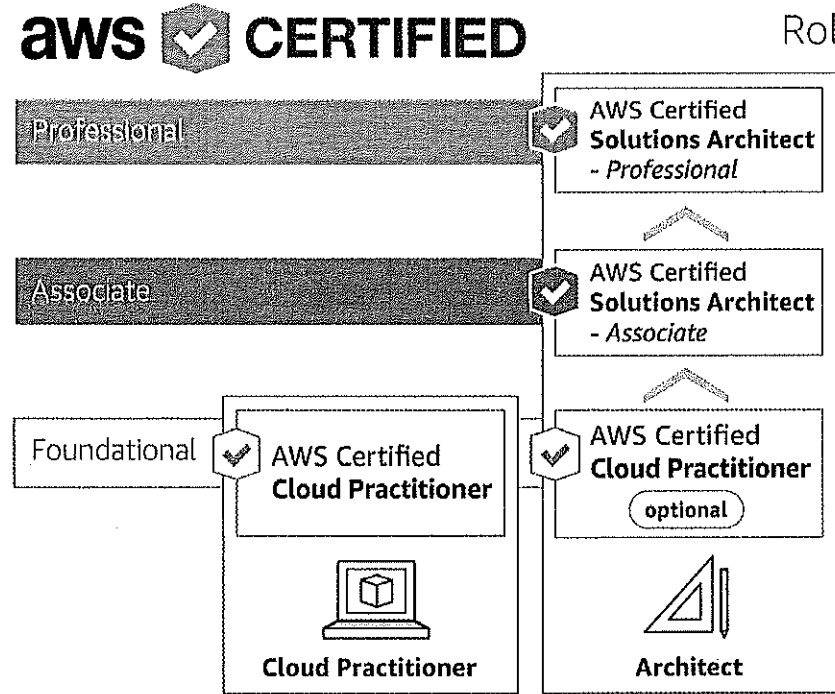 aws CERTIFIED
Rol
Professional
AWS Certified
Solutions Architect
- Professional
Associate
AWS Certified
Solutions Architect
- Associate
Foundational
AWS Certified
Cloud Practitioner
AWS Certified
Cloud Practitioner
optional
Cloud Practitioner
Architect